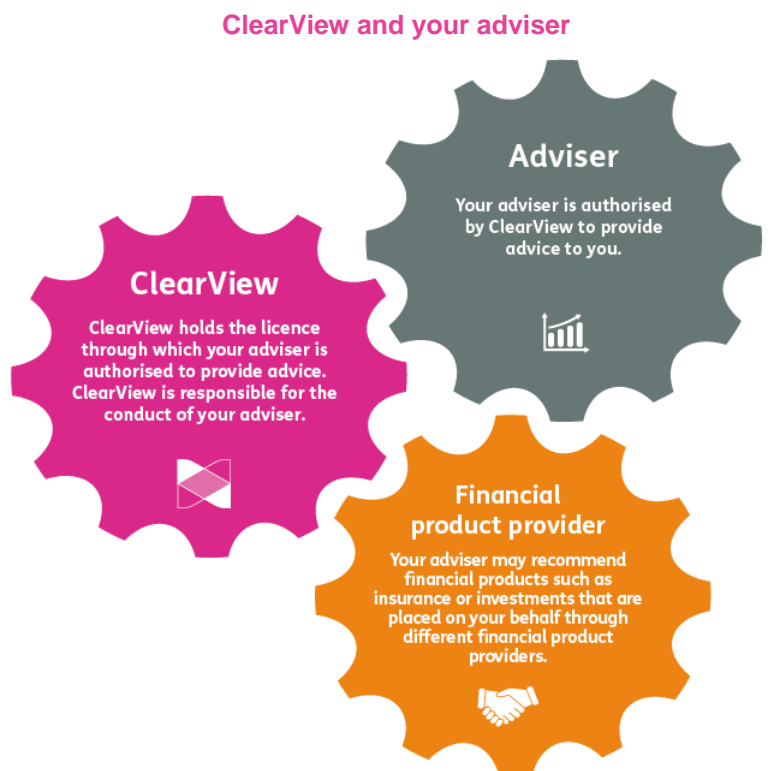 ClearView and your adviser
Adviser
Your adviser is authorised
by ClearView to provide
advice to you.
ClearView
ClearView holds the licence
through which your adviser is
authorised to provide advice.
ClearView is responsible for the
conduct of your adviser.
Financial
product provider
Your adviser may recommend
financial products such as
insurance or investments that are
placed on your behalf through
different financial product
providers.